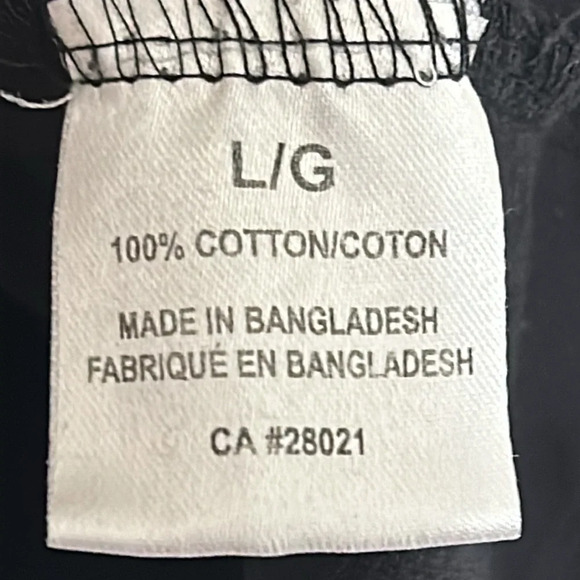 L/G
100% COTTON/COTON
MADE IN BANGLADESH
FABRIQUÉ EN BANGLADESH
CA #28021